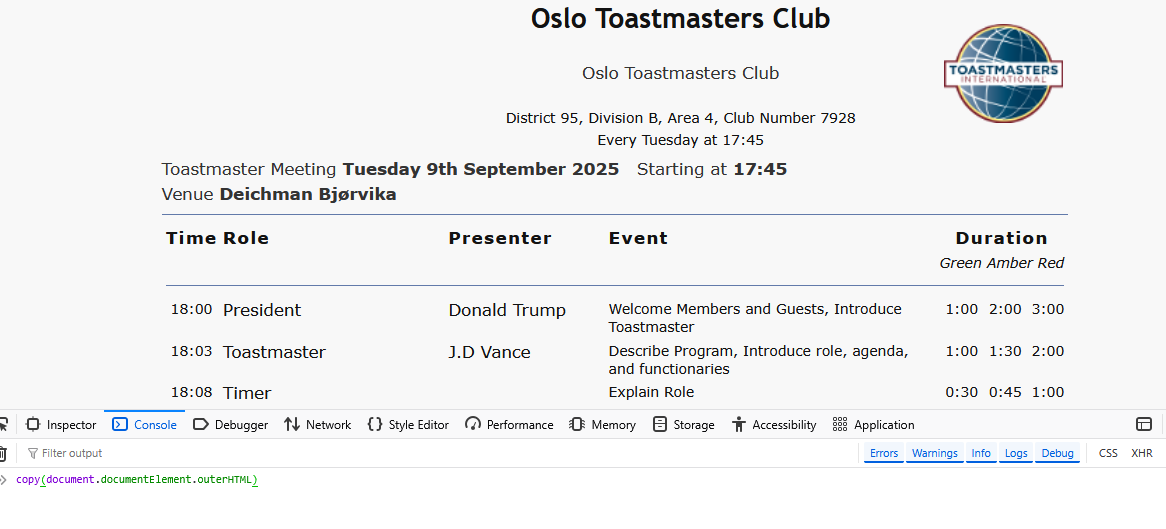 Oslo Toastmasters Club
Oslo Toastmasters Club
TOASTMASTERS
INTERNATIONAL
District 95, Division B, Area 4, Club Number 7928
Every Tuesday at 17:45
Toastmaster Meeting Tuesday 9th September 2025 Starting at 17:45
Venue Deichman Bjørvika
Time Role Presenter Event Duration
Green Amber Red
18:00 President Donald Trump Welcome Members and Guests, Introduce 1:00 2:00 3:00
Toastmaster
18:03 Toastmaster J.D Vance Describe Program, Introduce role, agenda, 1:00 1:30 2:00
and functionaries
18:08 Timer Explain Role 0:30 0:45 1:00
Inspector Console Debugger Network Style Editor Performance Memory Storage Accessibility Application
Filter output Errors Warnings Info Logs Debug CSS XHR
copy(document.documentElement.outerHTML)